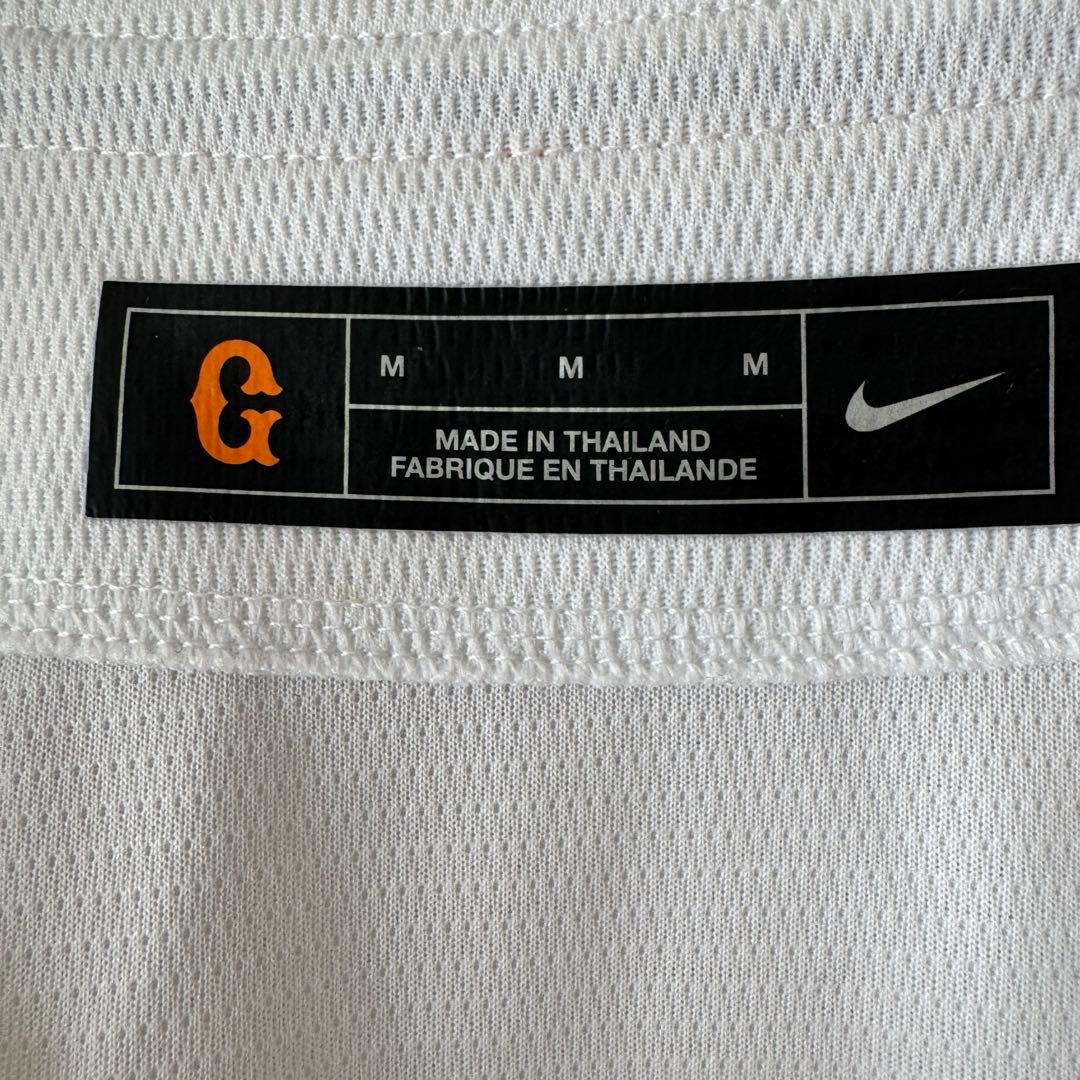 G
M M M
MADE IN THAILAND
FABRIQUE EN THAILANDE